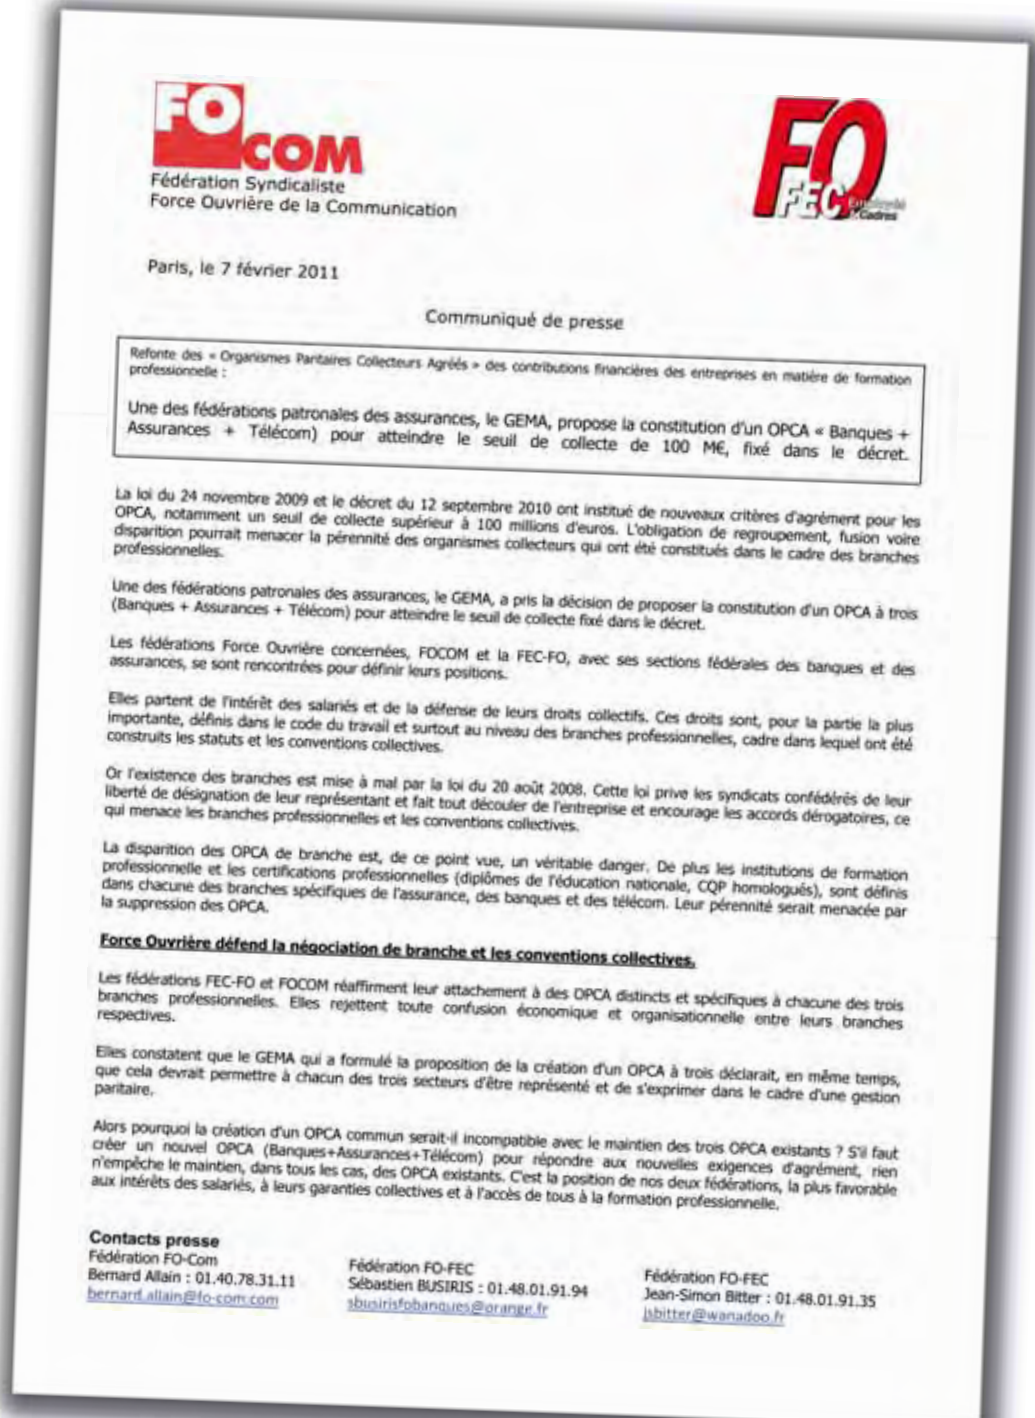 FO
COM
Fédération Syndicaliste
Force Ouvrière de la Communication
FO
FEC
Employés
& Cadres
Paris, le 7 février 2011
Communiqué de presse
Refonte des « Organismes Paritaires Collecteurs Agréés » des contributions financières des entreprises en matière de formation
professionnelle :
Une des fédérations patronales des assurances, le GEMA, propose la constitution d'un OPCA « Banques +
Assurances + Télécom) pour atteindre le seuil de collecte de 100 M€, fixé dans le décret.
La loi du 24 novembre 2009 et le décret du 12 septembre 2010 ont institué de nouveaux critères d'agrément pour les
OPCA, notamment un seuil de collecte supérieur à 100 millions d'euros. L'obligation de regroupement, fusion voire
disparition pourrait menacer la pérennité des organismes collecteurs qui ont été constitués dans le cadre des branches
professionnelles.
Une des fédérations patronales des assurances, le GEMA, a pris la décision de proposer la constitution d'un OPCA à trois
(Banques + Assurances + Télécom) pour atteindre le seuil de collecte fixé dans le décret.
Les fédérations Force Ouvrière concernées, FOCOM et la FEC-FO, avec ses sections fédérales des banques et des
assurances, se sont rencontrées pour définir leurs positions.
Elles partent de l'intérêt des salariés et de la défense de leurs droits collectifs. Ces droits sont, pour la partie la plus
importante, définis dans le code du travail et surtout au niveau des branches professionnelles, cadre dans lequel ont été
construits les statuts et les conventions collectives.
Or l'existence des branches est mise à mal par la loi du 20 août 2008. Cette loi prive les syndicats confédérés de leur
liberté de désignation de leur représentant et fait tout découler de l'entreprise et encourage les accords dérogatoires, ce
qui menace les branches professionnelles et les conventions collectives.
La disparition des OPCA de branche est, de ce point vue, un véritable danger. De plus les institutions de formation
professionnelle et les certifications professionnelles (diplômes de l'éducation nationale, CQP homologués), sont définis
dans chacune des branches spécifiques de l'assurance, des banques et des télécom. Leur pérennité serait menacée par
la suppression des OPCA.
Force Ouvrière défend la négociation de branche et les conventions collectives.
Les fédérations FEC-FO et FOCOM réaffirment leur attachement à des OPCA distincts et spécifiques à chacune des trois
branches professionnelles. Elles rejettent toute confusion économique et organisationnelle entre leurs branches
respectives.
Elles constatent que le GEMA qui a formulé la proposition de la création d'un OPCA à trois déclarait, en même temps,
que cela devrait permettre à chacun des trois secteurs d'être représenté et de s'exprimer dans le cadre d'une gestion
paritaire.
Alors pourquoi la création d'un OPCA commun serait-il incompatible avec le maintien des trois OPCA existants ? S'il faut
créer un nouvel OPCA (Banques+Assurances+Télécom) pour répondre aux nouvelles exigences d'agrément, rien
n'empêche le maintien, dans tous les cas, des OPCA existants. C'est la position de nos deux fédérations, la plus favorable
aux intérêts des salariés, à leurs garanties collectives et à l'accès de tous à la formation professionnelle.
Contacts presse
Fédération FO-Com
Bernard Allain : 01.40.78.31.11
bernard.allain@fo-com.com
Fédération FO-FEC
Sébastien BUSIRIS : 01.48.01.91.94
sbusirisfobanques@orange.fr
Fédération FO-FEC
Jean-Simon Bitter : 01.48.01.91.35
jsbitter@wanadoo.fr